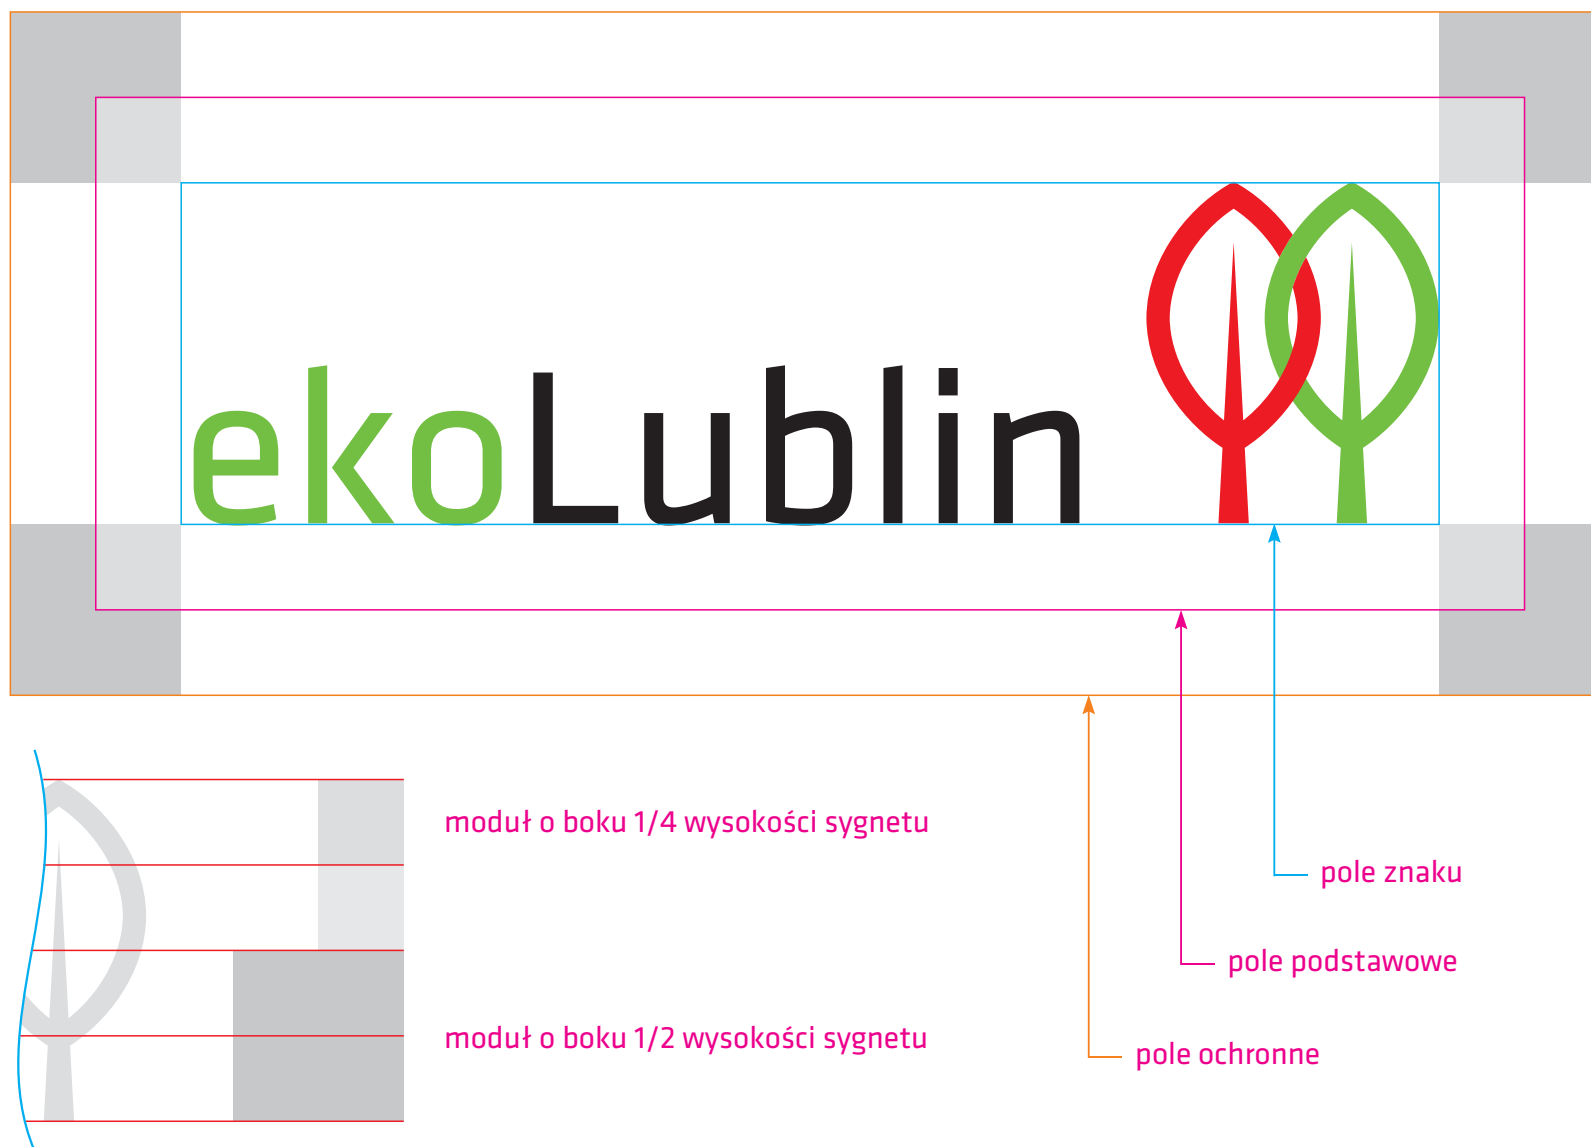 ekoLublin
moduł o boku 1/4 wysokości sygnetu
pole znaku
pole podstawowe
moduł o boku 1/2 wysokości sygnetu
pole ochronne